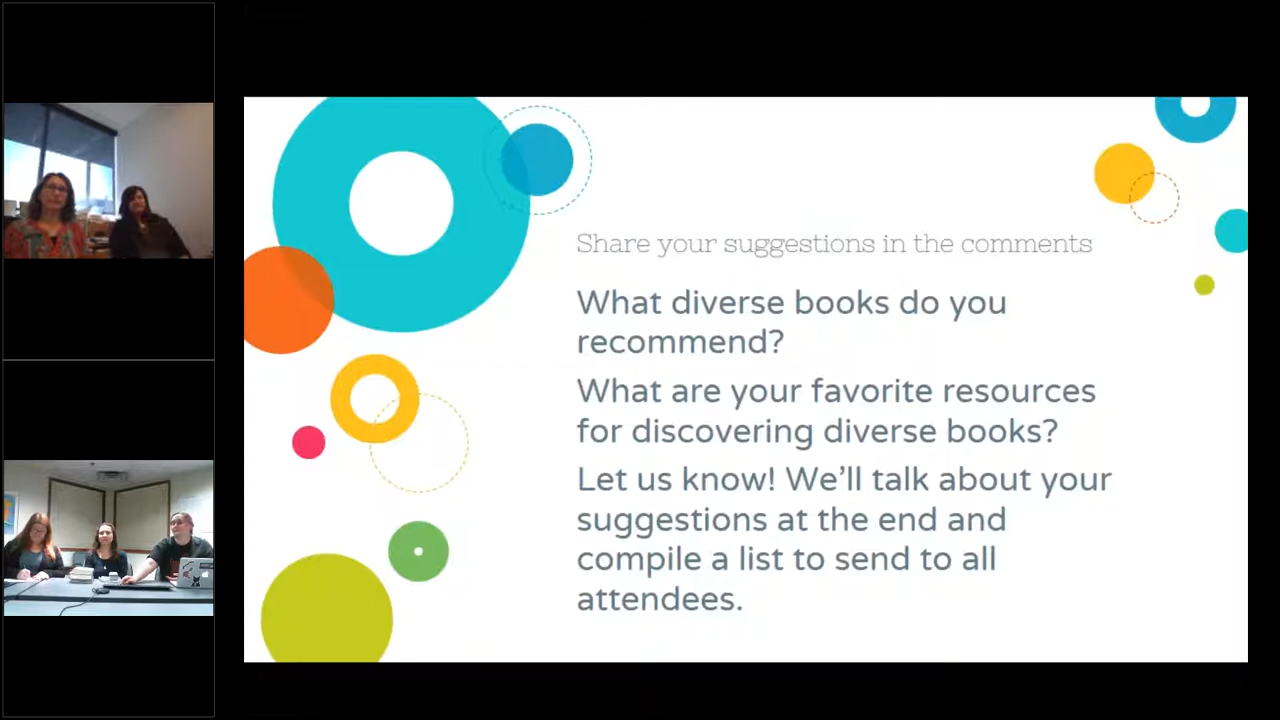 Share your suggestions in the comments
What diverse books do you
recommend?
What are your favorite resources
for discovering diverse books?
Let us know! We’ll talk about your
suggestions at the end and
compile a list to send to all
attendees.